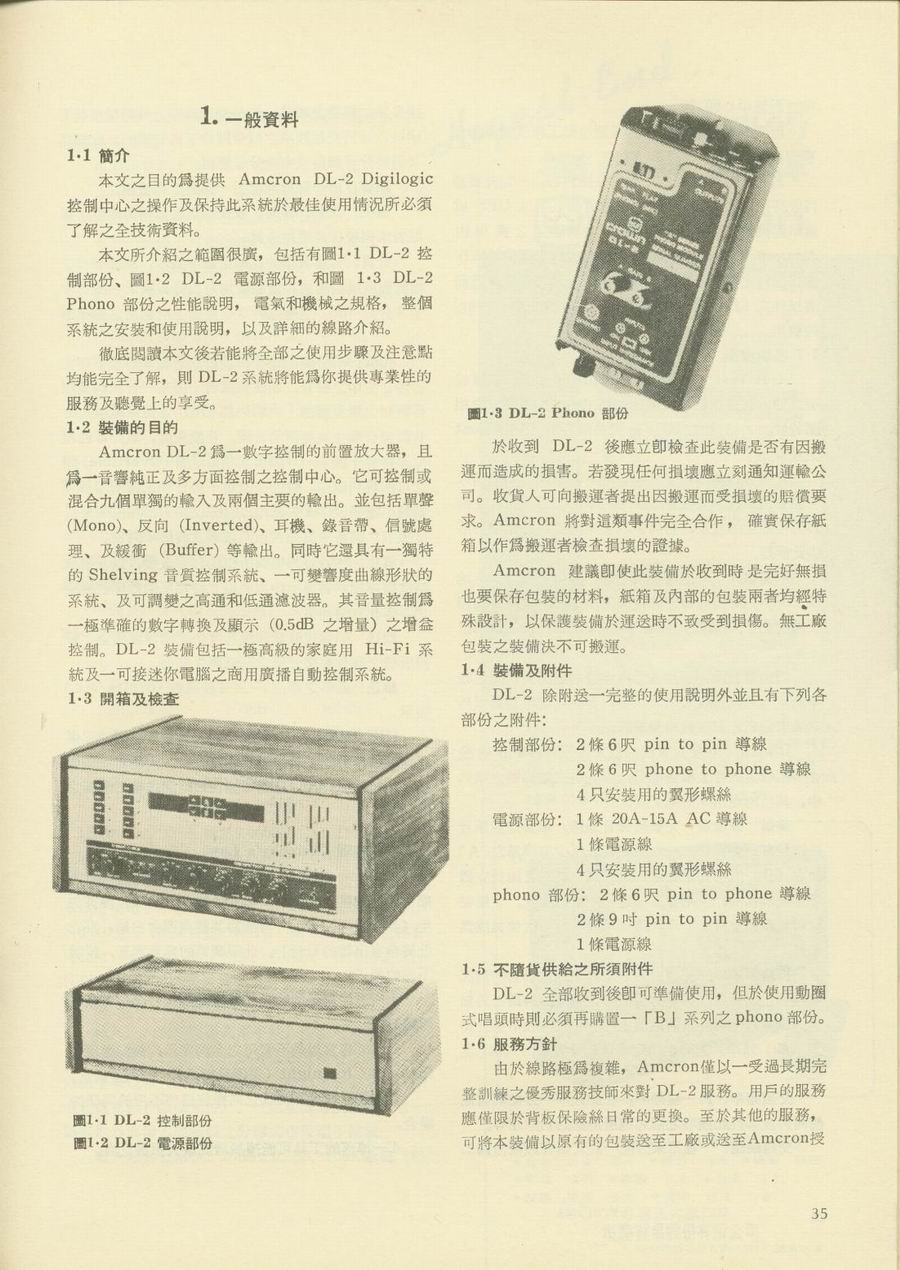 1. 一般資料
1·1 簡介
本文之目的爲提供 Amcron DL-2 Digilogic
控制中心之操作及保持此系統於最佳使用情況所必須
了解之全技術資料。
本文所介紹之範圍很廣，包括有圖1·1 DL-2 控
制部份、圖1·2 DL-2 電源部份，和圖 1·3 DL-2
Phono 部份之性能說明， 電氣和機械之規格， 整個
系統之安裝和使用說明，以及詳細的線路介紹。
徹底閱讀本文後若能將全部之使用步驟及注意點
均能完全了解，則 DL-2 系統將能爲你提供專業性的
服務及聽覺上的享受。
1·2 裝備的目的
Amcron DL-2 爲一數字控制的前置放大器，且
爲一音響純正及多方面控制之控制中心。它可控制或
混合九個單獨的輸入及兩個主要的輸出。並包括單聲
(Mono)、反向 (Inverted)、耳機、錄音帶、信號處
理、及緩衝 (Buffer) 等輸出。同時它還具有一獨特
的 Shelving 音質控制系統、一可變響度曲線形狀的
系統、及可調變之高通和低通濾波器。其音量控制爲
一極準確的數字轉換及顯示（0.5dB 之增量）之增益
控制。DL-2 裝備包括一極高級的家庭用 Hi-Fi 系
統及一可接迷你電腦之商用廣播自動控制系統。
1·3 開箱及檢查
圖1·1 DL-2 控制部份
圖1·2 DL-2 電源部份
crown
DL-2
圖1·3 DL-2 Phono 部份
於收到 DL-2 後應立卽檢查此裝備是否有因搬
運而造成的損害。若發現任何損壞應立刻通知運輸公
司。收貨人可向搬運者提出因搬運而受損壞的賠償要
求。Amcron 將對這類事件完全合作， 確實保存紙
箱以作爲搬運者檢查損壞的證據。
Amcron 建議卽使此裝備於收到時是完好無損
也要保存包裝的材料，紙箱及內部的包裝兩者均經特
殊設計，以保護裝備於運送時不致受到損傷。無工廠
包裝之裝備決不可搬運。
1·4 裝備及附件
DL-2 除附送一完整的使用說明外並且有下列各
部份之附件：
控制部份： 2 條 6 呎 pin to pin 導線
2 條 6 呎 phone to phone 導線
4 只安裝用的翼形螺絲
電源部份： 1 條 20A-15A AC 導線
1 條電源線
4 只安裝用的翼形螺絲
phono 部份： 2 條 6 呎 pin to phone 導線
2 條 9 吋 pin to pin 導線
1 條電源線
1·5 不隨貨供給之所須附件
DL-2 全部收到後卽可準備使用，但於使用動圈
式唱頭時則必須再購置一「B」系列之 phono 部份。
1·6 服務方針
由於線路極爲複雜，Amcron僅以一受過長期完
整訓練之優秀服務技師來對 DL-2 服務。用戶的服務
應僅限於背板保險絲日常的更換。至於其他的服務，
可將本裝備以原有的包裝送至工廠或送至Amcron授
35